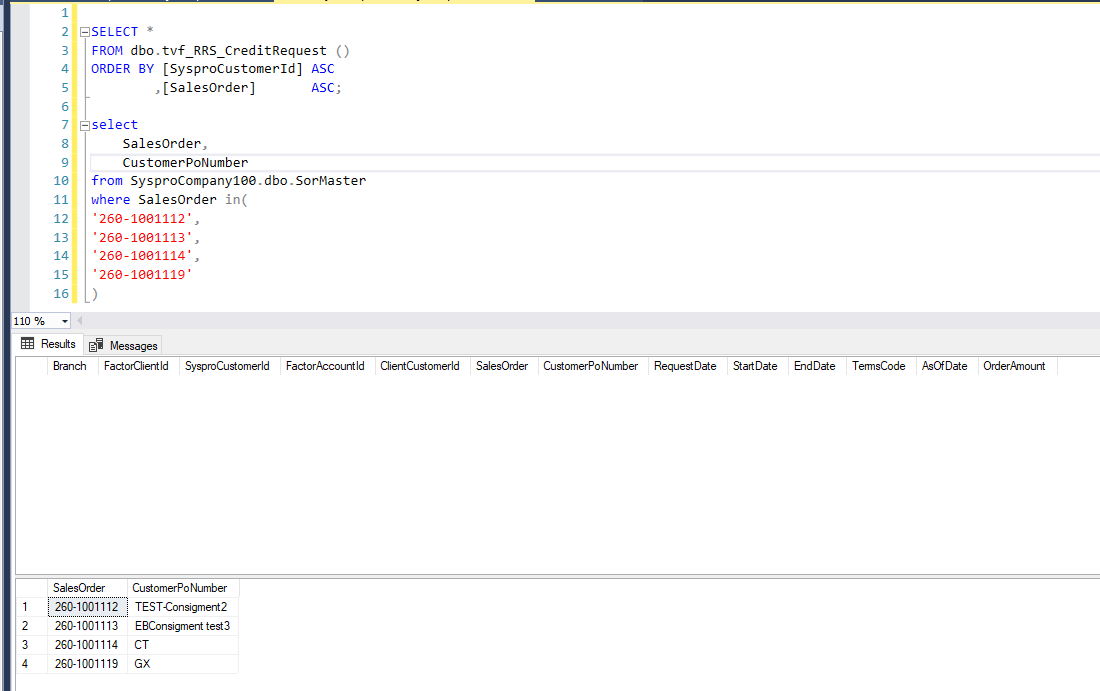 1
2 SELECT *
3 FROM dbo.tvf_RRS_CreditRequest ()
4 ORDER BY [SysproCustomerId] ASC
5 ,[SalesOrder] ASC;
6
7 select
8 SalesOrder,
9 CustomerPoNumber
10 from SysproCompany100.dbo.SorMaster
11 where SalesOrder in(
12 '260-1001112',
13 '260-1001113',
14 '260-1001114',
15 '260-1001119'
16 )
110 %
Results Messages
Branch FactorClientId SysproCustomerId FactorAccountId ClientCustomerId SalesOrder CustomerPoNumber RequestDate StartDate EndDate TermsCode AsOfDate OrderAmount
SalesOrder CustomerPoNumber
1 260-1001112 TEST-Consigment2
2 260-1001113 EBConsigment test3
3 260-1001114 CT
4 260-1001119 GX